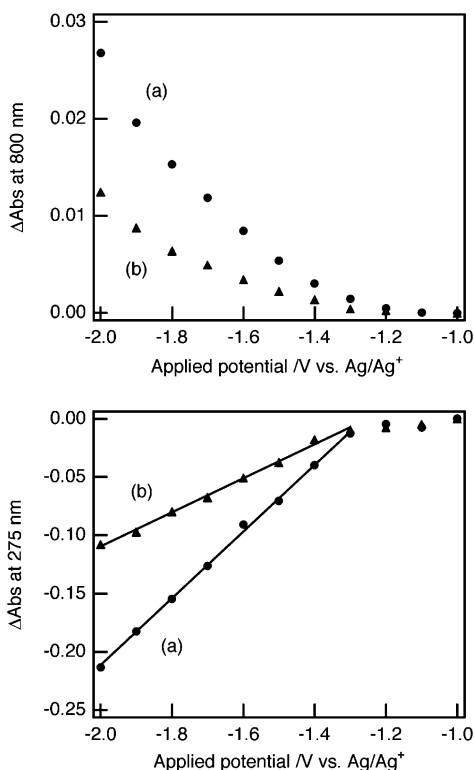 0.03
0.02
0.01
0.00
ΔAbs at 800 nm
(a)
(b)
-2.0 -1.8 -1.6 -1.4 -1.2 -1.0
Applied potential /V vs. Ag/Ag⁺
0.00
-0.05
-0.10
-0.15
-0.20
-0.25
ΔAbs at 275 nm
(b)
(a)
-2.0 -1.8 -1.6 -1.4 -1.2 -1.0
Applied potential /V vs. Ag/Ag⁺